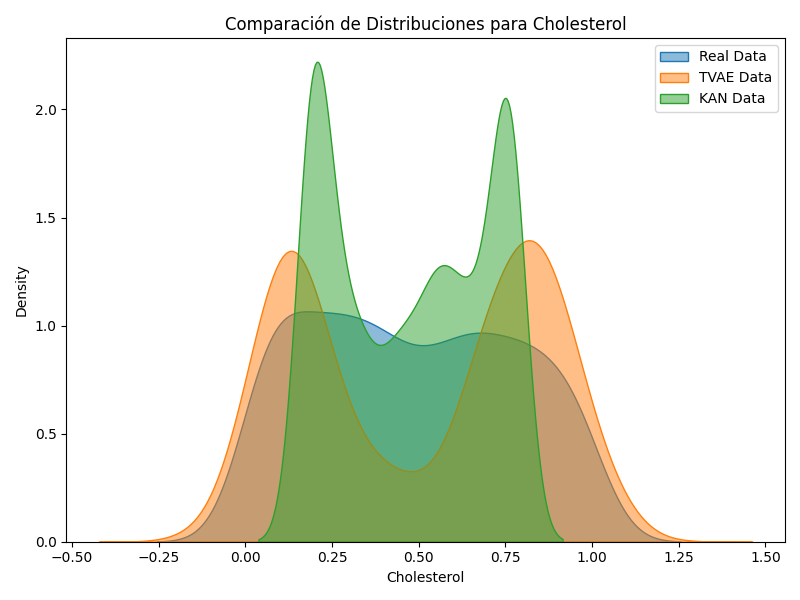 Comparación de Distribuciones para Cholesterol
Real Data
TVAE Data
KAN Data
Density
2.0
1.5
1.0
0.5
0.0
−0.50
−0.25
0.00
0.25
0.50
0.75
1.00
1.25
1.50
Cholesterol